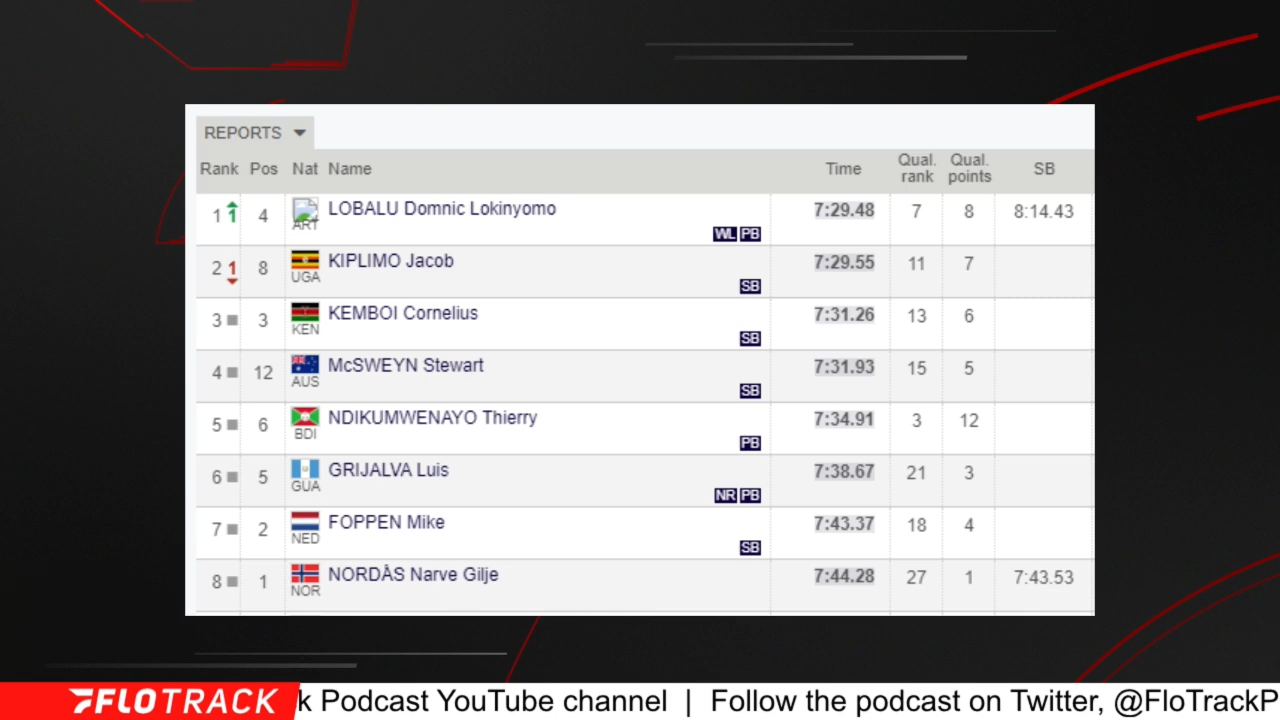 REPORTS
Rank Pos Nat Name Time Qual. rank Qual. points SB
1 1 4 ART LOBALU Domnic Lokinyomo WL PB 7:29.48 7 8 8:14.43
2 1 8 UGA KIPLIMO Jacob SB 7:29.55 11 7
3 3 KEN KEMBOI Cornelius SB 7:31.26 13 6
4 12 AUS McSWEYN Stewart SB 7:31.93 15 5
5 6 BDI NDIKUMWENAYO Thierry PB 7:34.91 3 12
6 5 GUA GRIJALVA Luis NR PB 7:38.67 21 3
7 2 NED FOPPEN Mike SB 7:43.37 18 4
8 1 NOR NORDÅS Narve Gilje 7:44.28 27 1 7:43.53
FLOTRACK k Podcast YouTube channel | Follow the podcast on Twitter, @FloTrackP